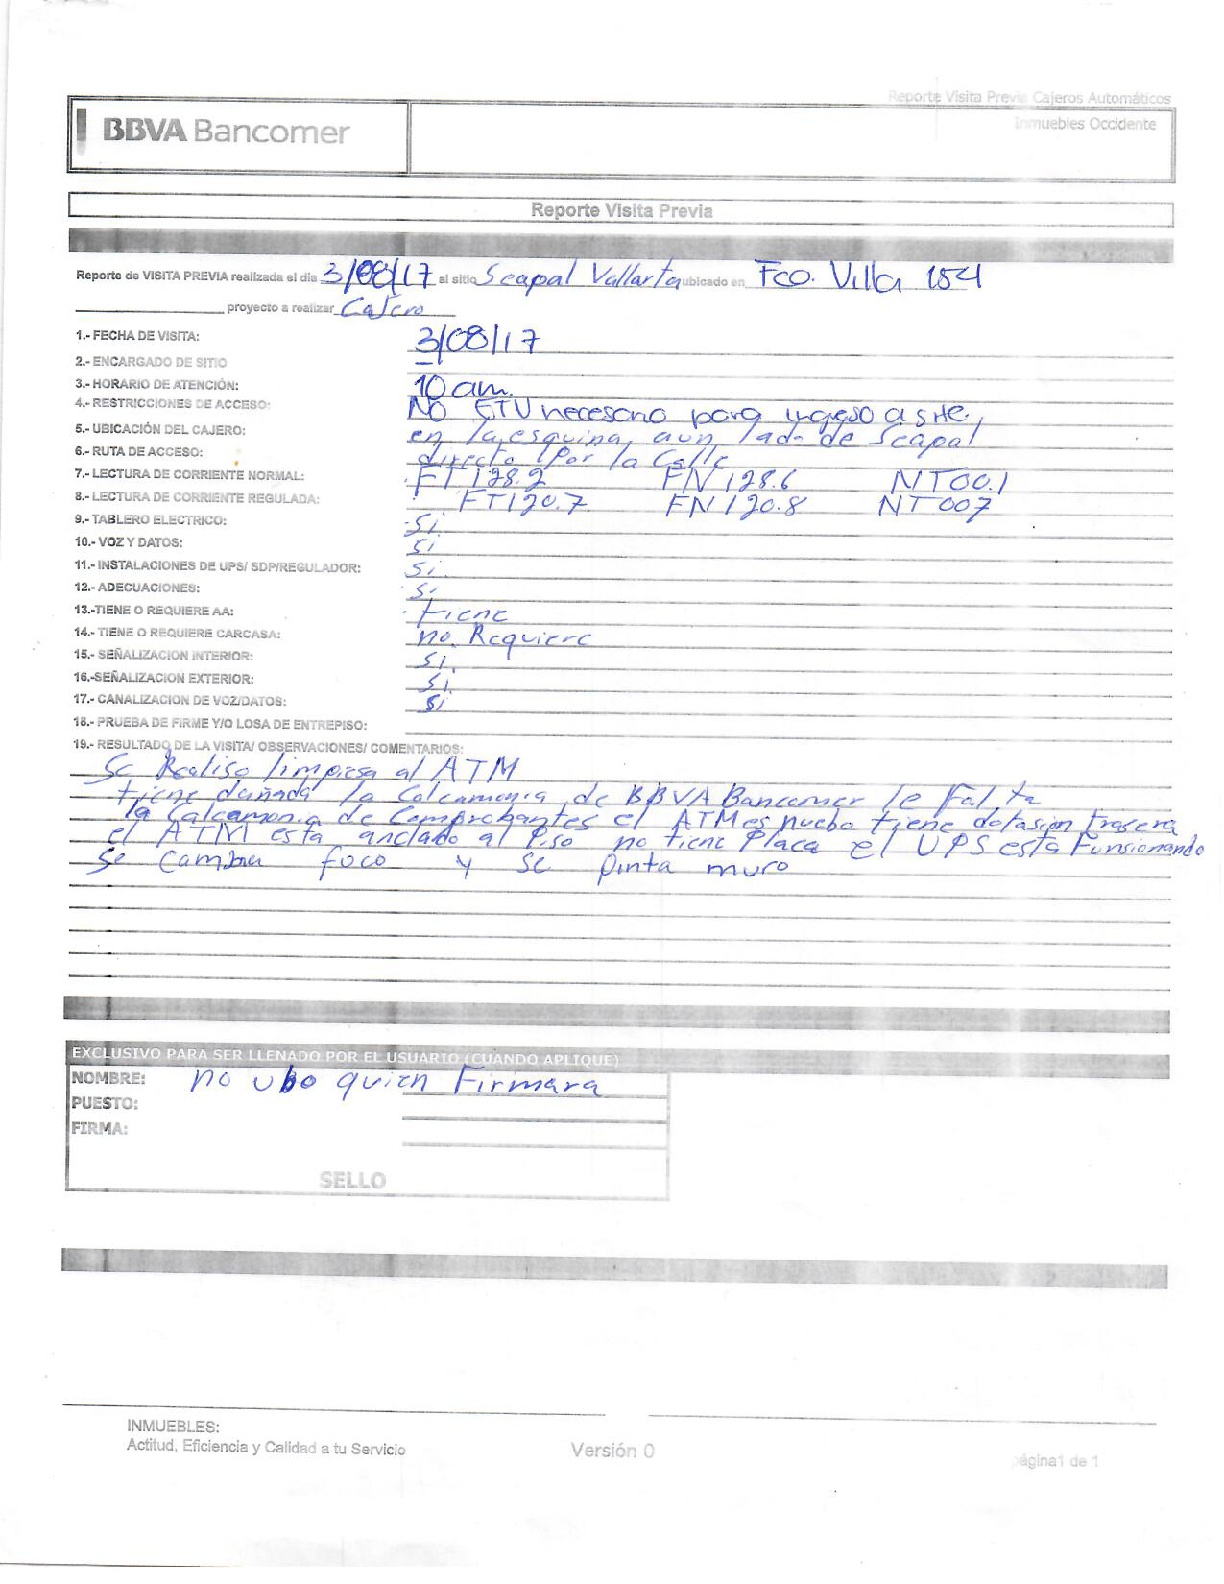 Reporte Visita Previa Cajeros Automáticos
BBVA Bancomer
Inmuebles Occidente
Reporte Visita Previa
Reporte de VISITA PREVIA realizada el dia 3/08/17 al sitio Seapal Vallarta ubicado en Fco. Villa
proyecto a realizar Cajero
1.- FECHA DE VISITA: 3/08/17
2.- ENCARGADO DE SITIO
3.- HORARIO DE ATENCIÓN: 10 am.
4.- RESTRICCIONES DE ACCESO: No ETV necesario para ingreso a site,
5.- UBICACIÓN DEL CAJERO: en la esquina, a un lado de Seapal
6.- RUTA DE ACCESO: directo por la Calle
7.- LECTURA DE CORRIENTE NORMAL: FT 128.2 FN 128.6 NT 00.1
8.- LECTURA DE CORRIENTE REGULADA: FT 120.7 FN 120.8 NT 007
9.- TABLERO ELECTRICO: Si.
10.- VOZ Y DATOS: Si
11.- INSTALACIONES DE UPS/ SDP/REGULADOR: Si.
12.- ADECUACIONES: Si
13.-TIENE O REQUIERE AA: tiene
14.- TIENE O REQUIERE CARCASA: no. Requiere
15.- SEÑALIZACION INTERIOR: Si.
16.-SEÑALIZACION EXTERIOR: Si.
17.- CANALIZACION DE VOZ/DATOS: Si
18.- PRUEBA DE FIRME Y/O LOSA DE ENTREPISO:
19.- RESULTADO DE LA VISITA/ OBSERVACIONES/ COMENTARIOS:
Se Realiso limpiesa al ATM
tiene dañada la Calcamonia de BBVA Bancomer le falta
la Calcamonia de Comprobantes el ATM es nuebo tiene dotasion trasera
el ATM esta anclado al Piso no tiene Placa el UPS esta Funsionando
se cambia foco y se pinta muro
EXCLUSIVO PARA SER LLENADO POR EL USUARIO (CUANDO APLIQUE)
NOMBRE: no ubo quien Firmara
PUESTO:
FIRMA:
SELLO
INMUEBLES:
Actitud, Eficiencia y Calidad a tu Servicio
Versión 0
página1 de 1